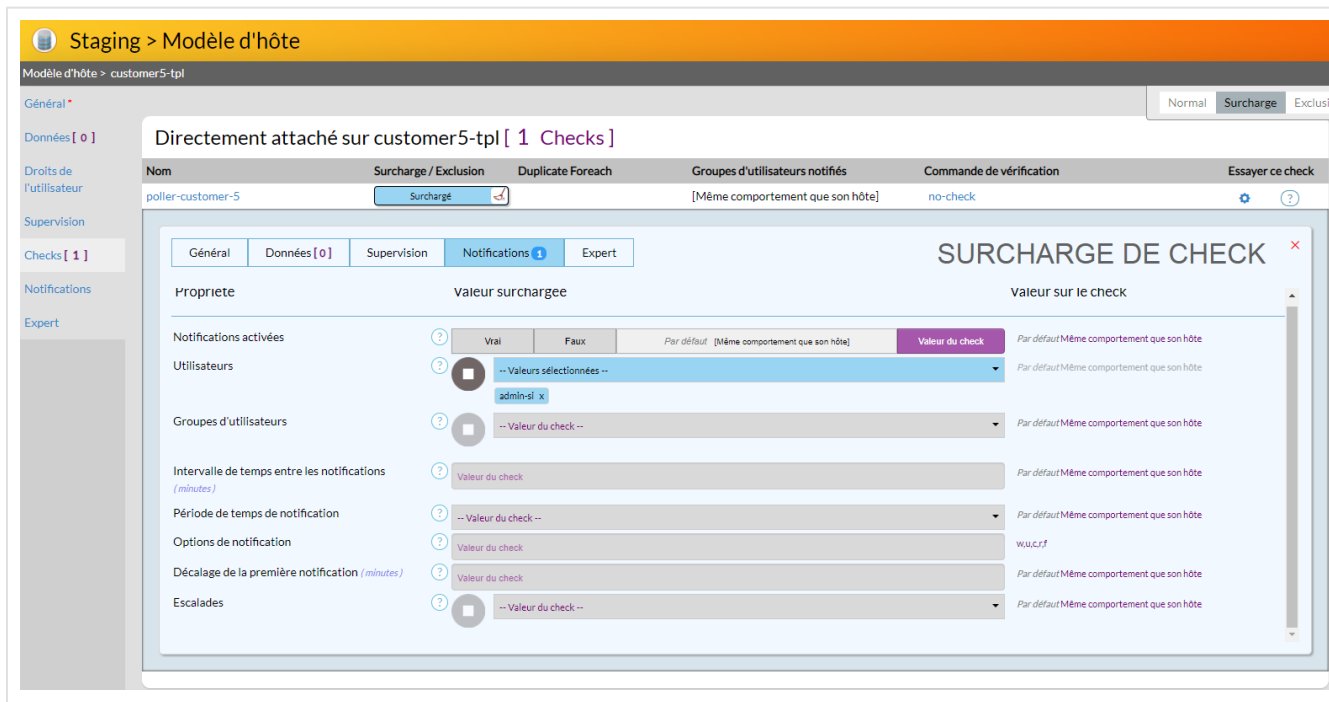 Staging > Modèle d'hôte
Modèle d'hôte > customer5-tpl
Général *
Normal Surcharge Exclusi
Données [ 0 ]
Directement attaché sur customer5-tpl [ 1 Checks ]
Droits de l'utilisateur
Nom Surcharge / Exclusion Duplicate Foreach Groupes d'utilisateurs notifiés Commande de vérification Essayer ce check
poller-customer-5 Surchargé [Même comportement que son hôte] no-check ?
Supervision
Checks [ 1 ]
Notifications
Expert
Général Données [ 0 ] Supervision Notifications 1 Expert
SURCHARGE DE CHECK ×
Propriété Valeur surchargée Valeur sur le check
Notifications activées ? Vrai Faux Par défaut [Même comportement que son hôte] Valeur du check Par défaut Même comportement que son hôte
Utilisateurs ? -- Valeurs sélectionnées -- Par défaut Même comportement que son hôte
admin-si x
Groupes d'utilisateurs ? -- Valeur du check -- Par défaut Même comportement que son hôte
Intervalle de temps entre les notifications ? Valeur du check Par défaut Même comportement que son hôte
( minutes )
Période de temps de notification ? -- Valeur du check -- Par défaut Même comportement que son hôte
Options de notification ? Valeur du check w,u,c,r,f
Décalage de la première notification ( minutes ) ? Valeur du check Par défaut Même comportement que son hôte
Escalades ? -- Valeur du check -- Par défaut Même comportement que son hôte